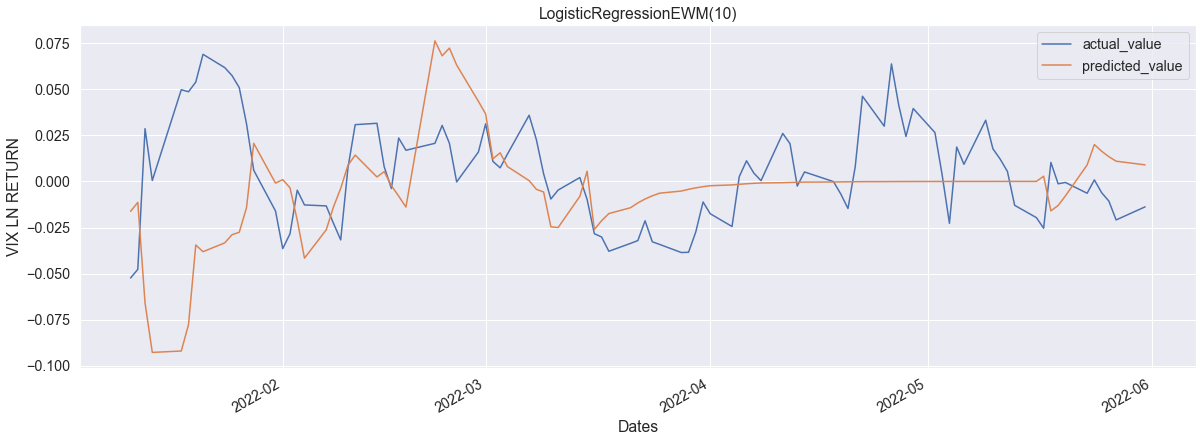 LogisticRegressionEWM(10)
actual_value
predicted_value
VIX LN RETURN
0.075
0.050
0.025
0.000
−0.025
−0.050
−0.075
−0.100
2022-02
2022-03
2022-04
2022-05
2022-06
Dates